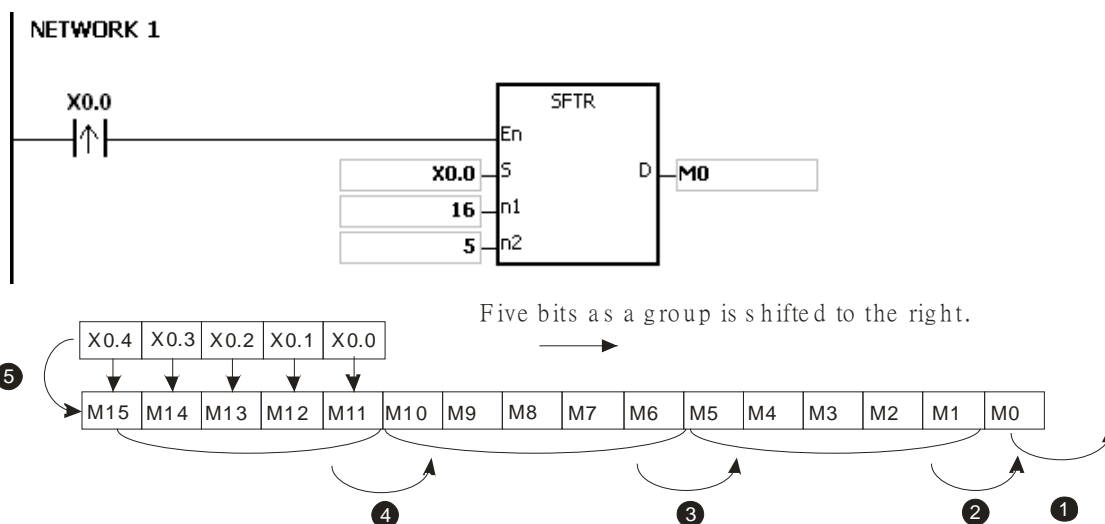 NETWORK 1
X0.0
SFTR
En
X0.0 S D M0
16 n1
5 n2
Five bits as a group is shifted to the right.
X0.4 X0.3 X0.2 X0.1 X0.0
5
M15 M14 M13 M12 M11 M10 M9 M8 M7 M6 M5 M4 M3 M2 M1 M0
4 3 2 1